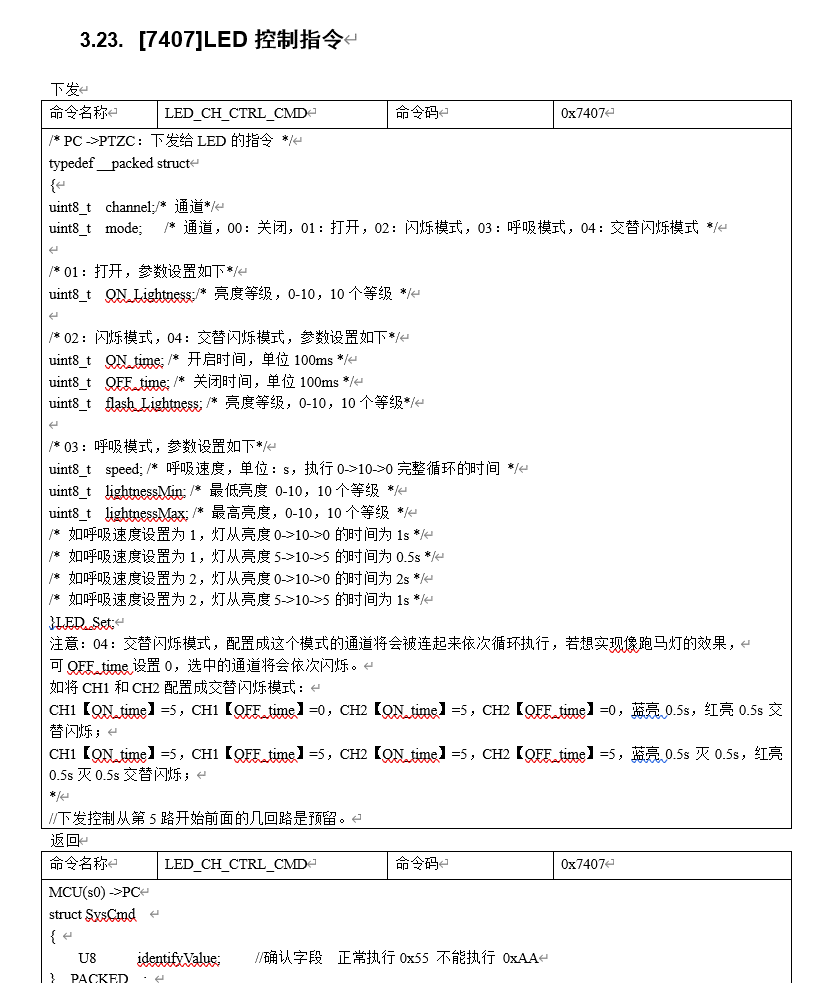 3.23. [7407]LED 控制指令
下发
命令名称 LED_CH_CTRL_CMD 命令码 0x7407
/* PC ->PTZC：下发给 LED 的指令 */
typedef __packed struct
{
uint8_t channel;/* 通道*/
uint8_t mode; /* 通道，00：关闭，01：打开，02：闪烁模式，03：呼吸模式，04：交替闪烁模式 */
/* 01：打开，参数设置如下*/
uint8_t ON_Lightness;/* 亮度等级，0-10，10 个等级 */
/* 02：闪烁模式，04：交替闪烁模式，参数设置如下*/
uint8_t ON_time; /* 开启时间，单位 100ms */
uint8_t OFF_time; /* 关闭时间，单位 100ms */
uint8_t flash_Lightness; /* 亮度等级，0-10，10 个等级*/
/* 03：呼吸模式，参数设置如下*/
uint8_t speed; /* 呼吸速度，单位：s，执行 0->10->0 完整循环的时间 */
uint8_t lightnessMin; /* 最低亮度 0-10，10 个等级 */
uint8_t lightnessMax; /* 最高亮度，0-10，10 个等级 */
/* 如呼吸速度设置为 1，灯从亮度 0->10->0 的时间为 1s */
/* 如呼吸速度设置为 1，灯从亮度 5->10->5 的时间为 0.5s */
/* 如呼吸速度设置为 2，灯从亮度 0->10->0 的时间为 2s */
/* 如呼吸速度设置为 2，灯从亮度 5->10->5 的时间为 1s */
}LED_Set;
注意：04：交替闪烁模式，配置成这个模式的通道将会被连起来依次循环执行，若想实现像跑马灯的效果，
可 OFF_time 设置 0，选中的通道将会依次闪烁。
如将 CH1 和 CH2 配置成交替闪烁模式：
CH1【ON_time】=5，CH1【OFF_time】=0，CH2【ON_time】=5，CH2【OFF_time】=0，蓝亮 0.5s，红亮 0.5s 交
替闪烁；
CH1【ON_time】=5，CH1【OFF_time】=5，CH2【ON_time】=5，CH2【OFF_time】=5，蓝亮 0.5s 灭 0.5s，红亮
0.5s 灭 0.5s 交替闪烁；
*/
//下发控制从第 5 路开始前面的几回路是预留。
返回
命令名称 LED_CH_CTRL_CMD 命令码 0x7407
MCU(s0) ->PC
struct SysCmd
{
U8 identifyValue; //确认字段 正常执行 0x55 不能执行 0xAA
} PACKED ;